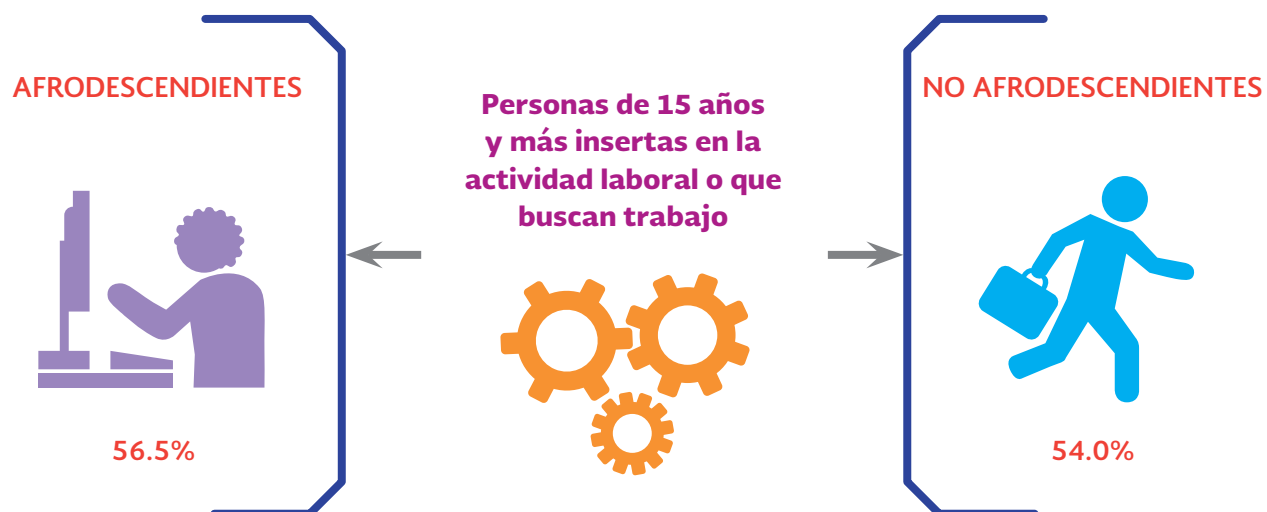 AFRODESCENDIENTES
56.5%
Personas de 15 años
y más insertas en la
actividad laboral o que
buscan trabajo
NO AFRODESCENDIENTES
54.0%